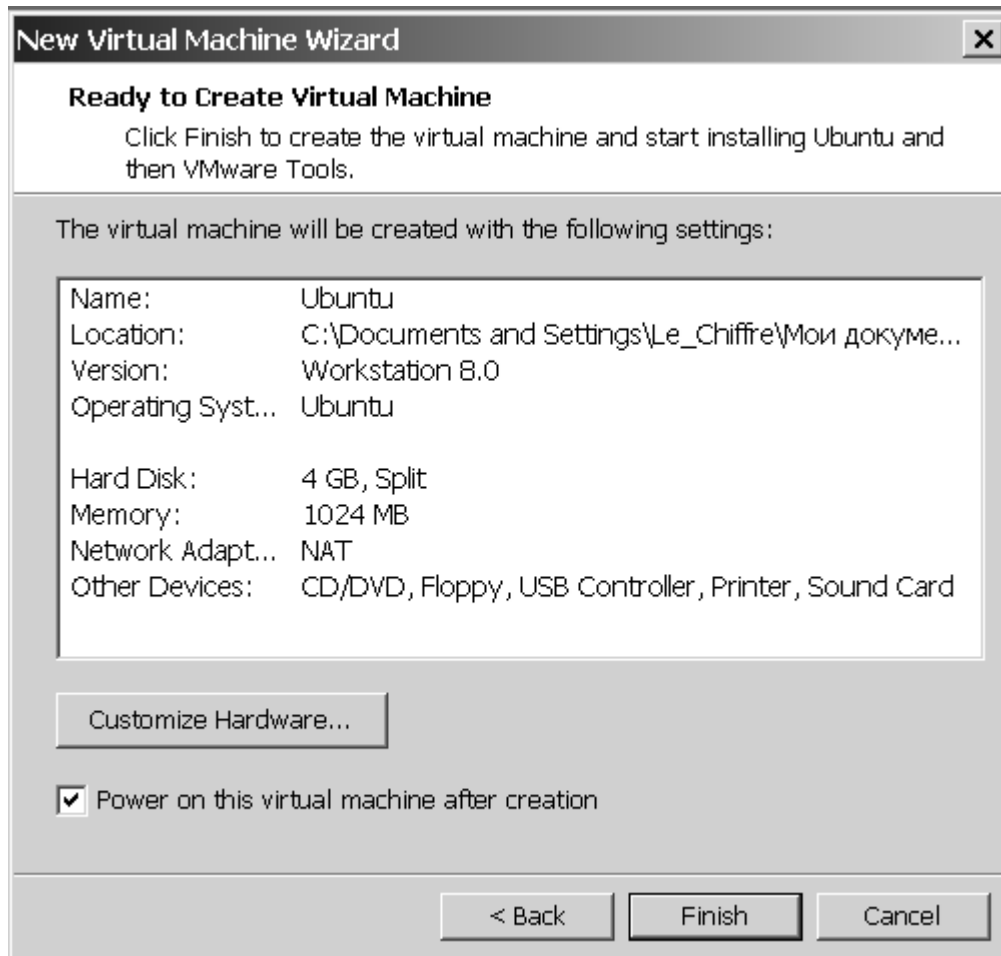 New Virtual Machine Wizard
Ready to Create Virtual Machine
Click Finish to create the virtual machine and start installing Ubuntu and
then VMware Tools.
The virtual machine will be created with the following settings:
Name: Ubuntu
Location: C:\Documents and Settings\Le_Chiffre\Мои докуме...
Version: Workstation 8.0
Operating Syst... Ubuntu
Hard Disk: 4 GB, Split
Memory: 1024 MB
Network Adapt... NAT
Other Devices: CD/DVD, Floppy, USB Controller, Printer, Sound Card
Customize Hardware...
Power on this virtual machine after creation
< Back Finish Cancel